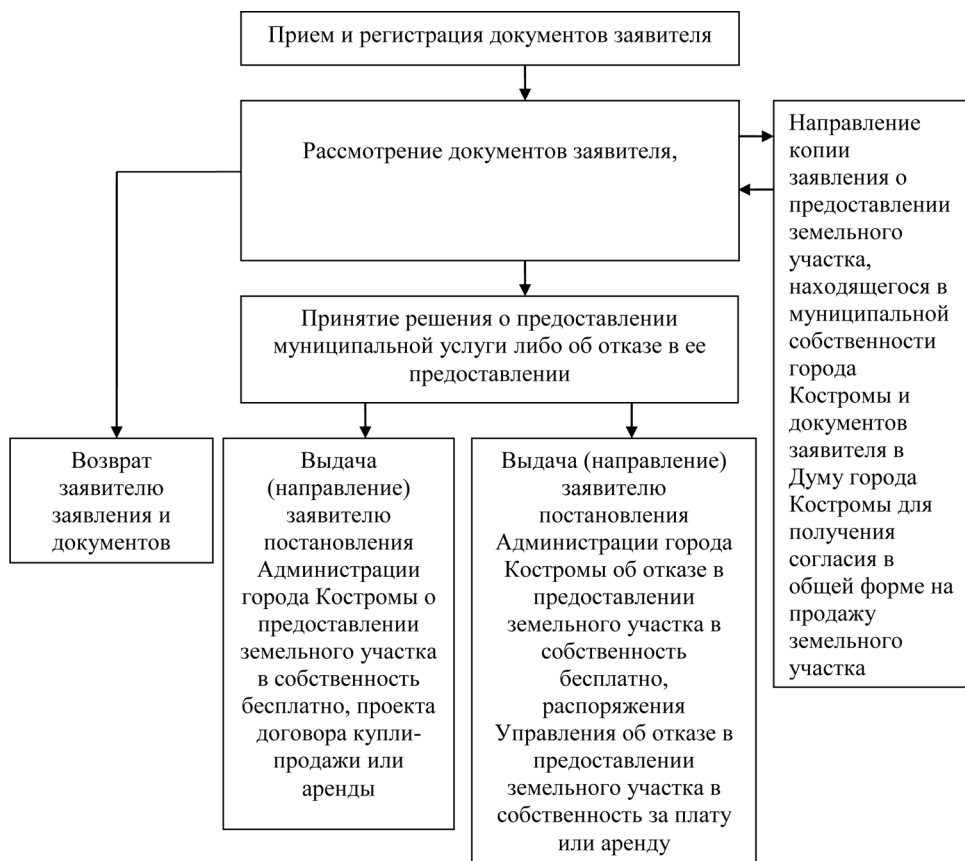 Прием и регистрация документов заявителя
Рассмотрение документов заявителя,
Направление
копии
заявления о
предоставлении
земельного
участка,
находящегося в
муниципальной
собственности
города
Костромы и
документов
заявителя в
Думу города
Костромы для
получения
согласия в
общей форме на
продажу
земельного
участка
Принятие решения о предоставлении
муниципальной услуги либо об отказе в ее
предоставлении
Возврат
заявителю
заявления и
документов
Выдача
(направление)
заявителю
постановления
Администрации
города Костромы о
предоставлении
земельного участка
в собственность
бесплатно, проекта
договора купли-
продажи или
аренды
Выдача (направление)
заявителю
постановления
Администрации города
Костромы об отказе в
предоставлении
земельного участка в
собственность
бесплатно,
распоряжения
Управления об отказе в
предоставлении
земельного участка в
собственность за плату
или аренду